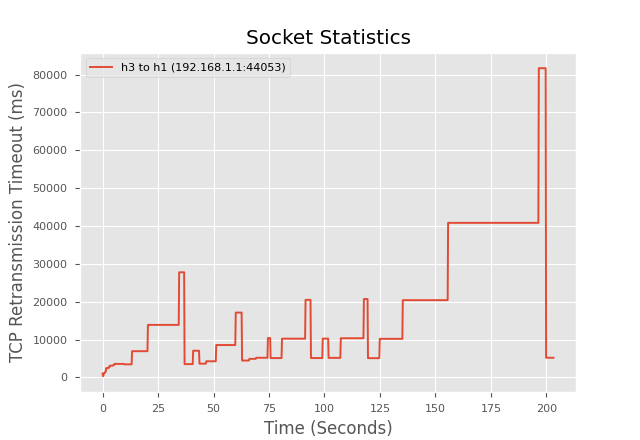 Socket Statistics
h3 to h1 (192.168.1.1:44053)
TCP Retransmission Timeout (ms)
80000
70000
60000
50000
40000
30000
20000
10000
0
0 25 50 75 100 125 150 175 200
Time (Seconds)